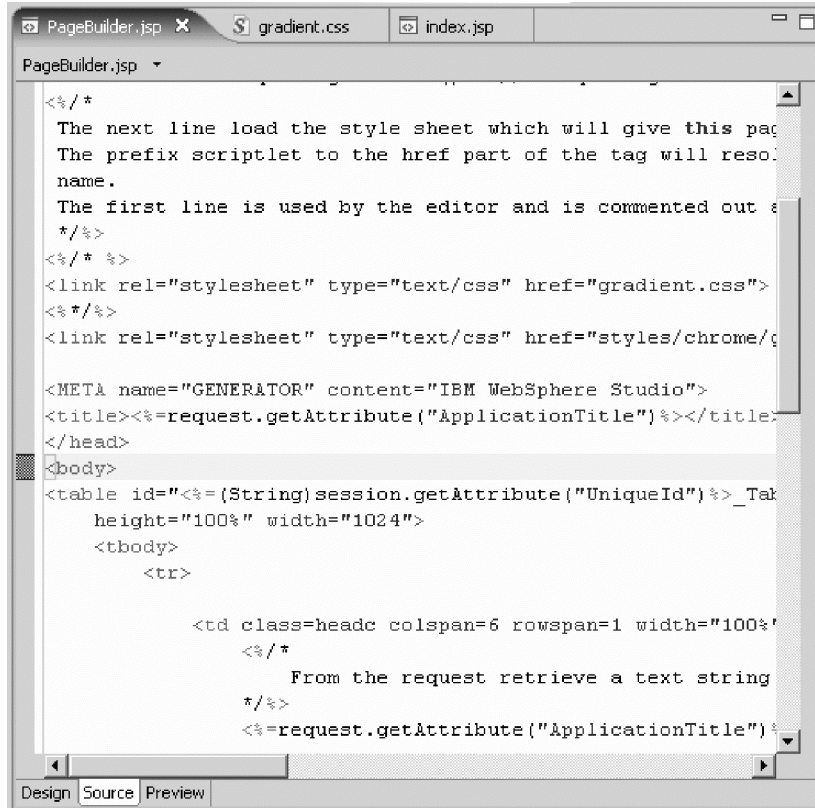 PageBuilder.jsp gradient.css index.jsp
PageBuilder.jsp
<%/*
The next line load the style sheet which will give this
The prefix scriptlet to the href part of the tag will
name.
The first line is used by the editor and is commented out
*/%>
<%/* %>
<link rel="stylesheet" type="text/css" href="gradient.css">
<%*/%>
<link rel="stylesheet" type="text/css" href="styles/chrome/
<META name="GENERATOR" content="IBM WebSphere Studio">
<title><%=request.getAttribute("ApplicationTitle")%></title>
</head>
<body>
<table id="<%=(String)session.getAttribute("UniqueId")%>_Tab
height="100%" width="1024">
<tbody>
<tr>
<td class=headc colspan=6 rowspan=1 width="100%"
<%/*
From the request retrieve a text string
*/%>
<%=request.getAttribute("ApplicationTitle")%
Design Source Preview